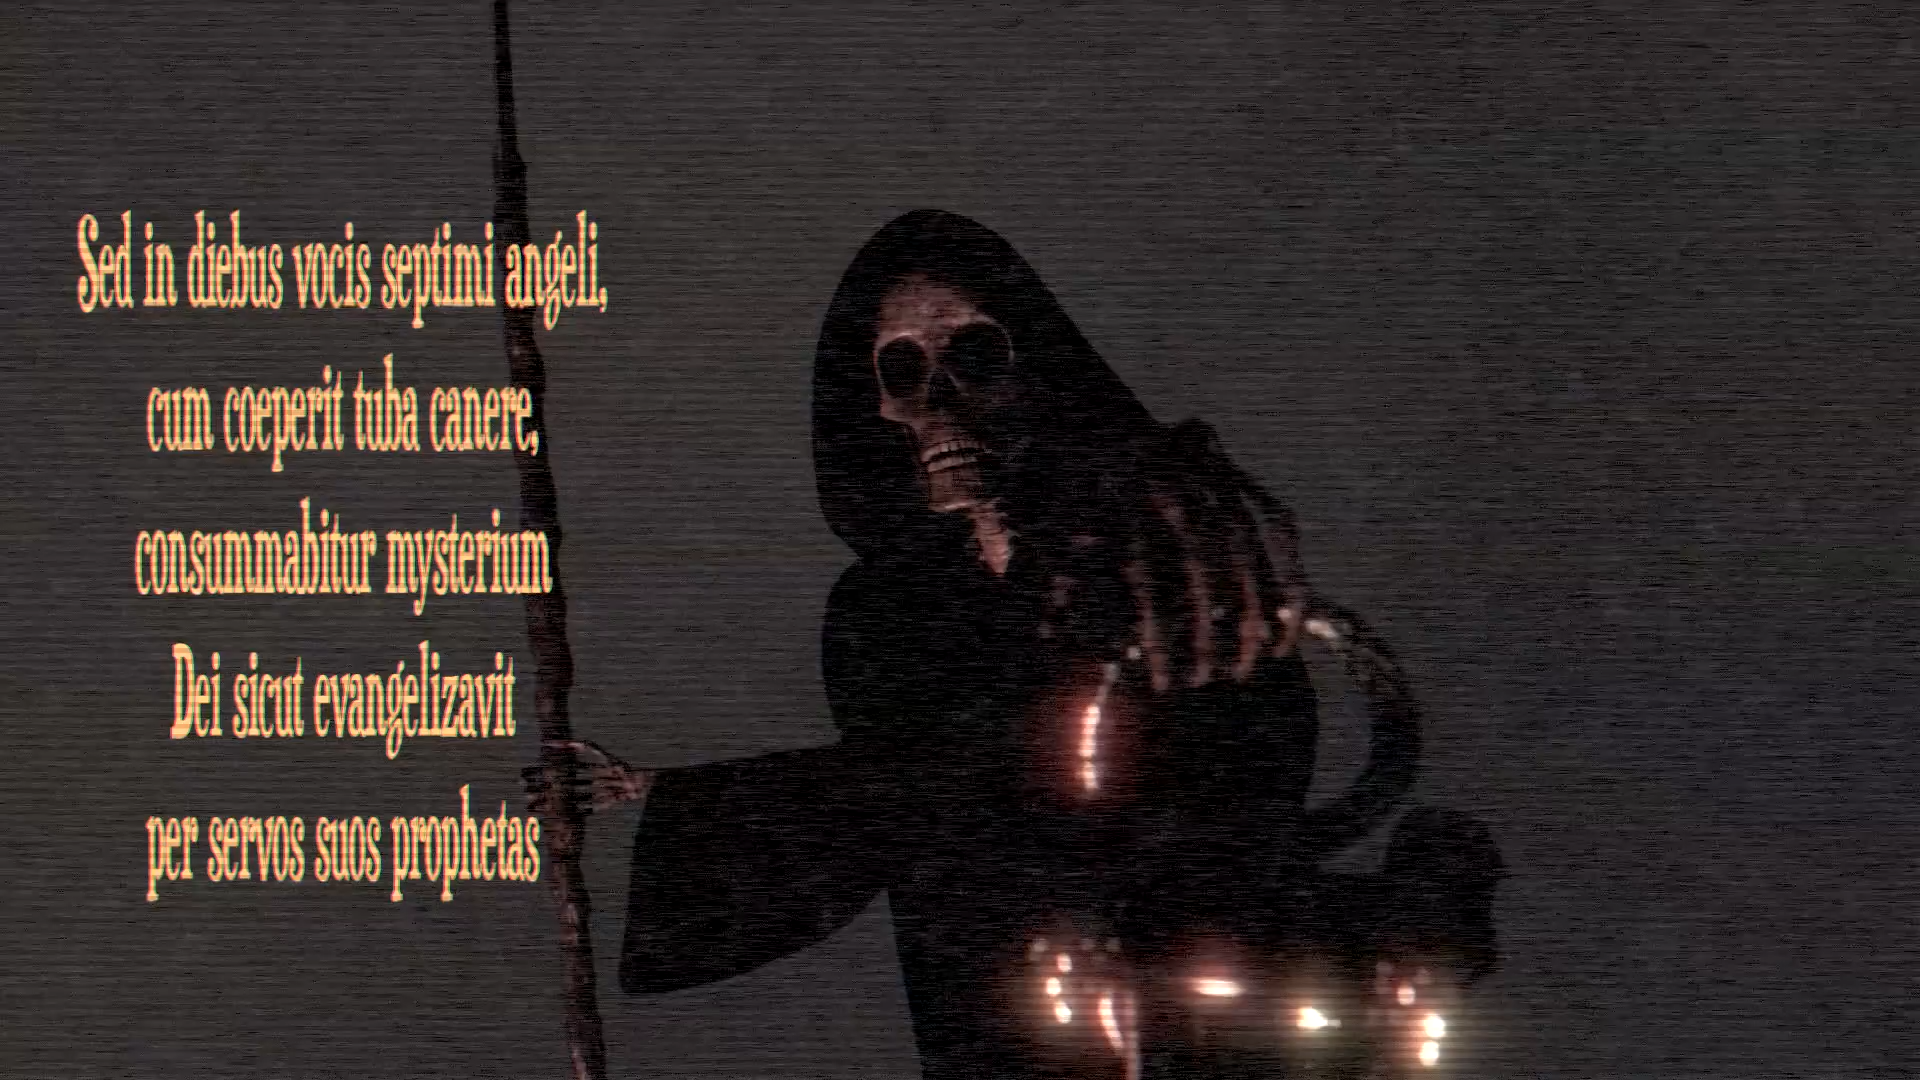 Sed in diebus vocis septimi angeli,
cum coeperit tuba canere,
consummabitur mysterium
Dei sicut evangelizavit
per servos suos prophetas